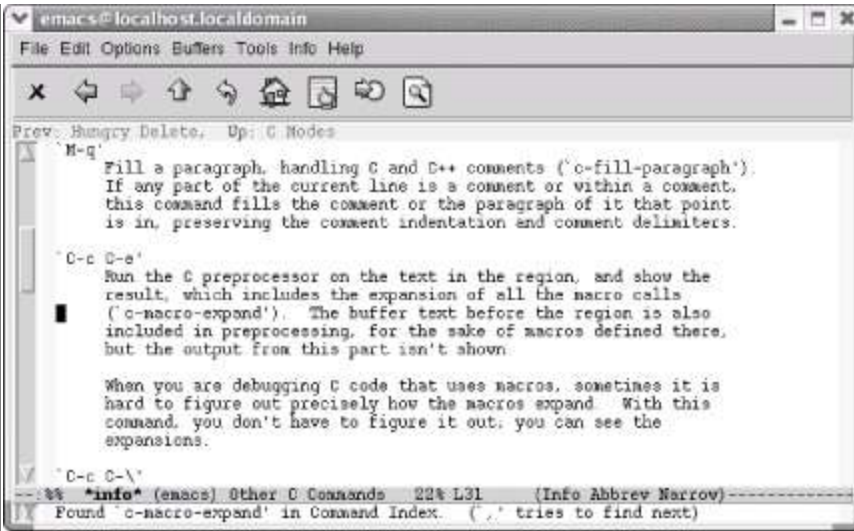 emacs@localhost.localdomain
File Edit Options Buffers Tools Info Help
Prev: Hungry Delete, Up: C Modes
`M-q'
Fill a paragraph, handling C and C++ comments (`c-fill-paragraph').
If any part of the current line is a comment or within a comment,
this command fills the comment or the paragraph of it that point
is in, preserving the comment indentation and comment delimiters.
`C-c C-e'
Run the C preprocessor on the text in the region, and show the
result, which includes the expansion of all the macro calls
(`c-macro-expand'). The buffer text before the region is also
included in preprocessing, for the sake of macros defined there,
but the output from this part isn't shown.
When you are debugging C code that uses macros, sometimes it is
hard to figure out precisely how the macros expand. With this
command, you don't have to figure it out; you can see the
expansions.
`C-c C-\'
--:%% *info* (emacs) Other C Commands 22% L31 (Info Abbrev Narrow)--------------
Found `c-macro-expand' in Command Index. (`,' tries to find next)